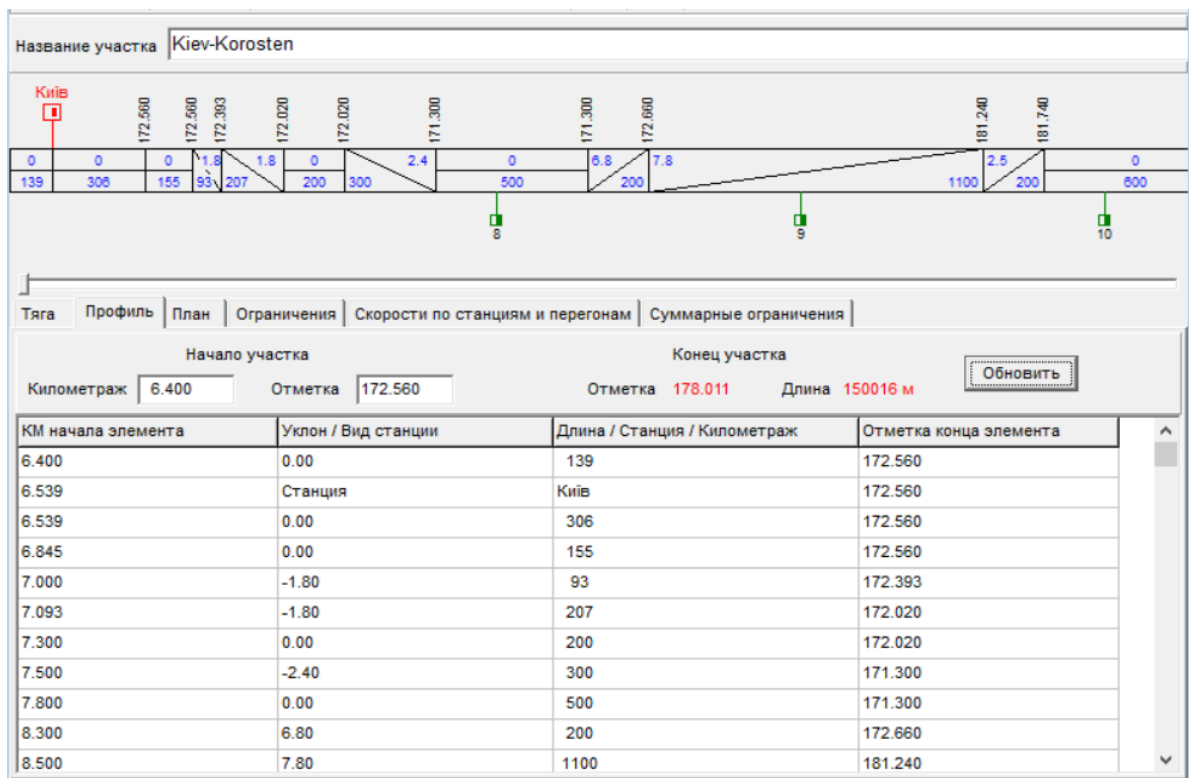 Название участка Kiev-Korosten
Київ
172.560 172.560 172.393 172.020 172.020 171.300 171.300 172.660 181.240 181.740
0 0 0 1.8 1.8 0 2.4 0 6.8 7.8 2.5 0
139 306 155 93 207 200 300 500 200 1100 200 600
8 9 10
Тяга Профиль План Ограничения Скорости по станциям и перегонам Суммарные ограничения
Начало участка Конец участка
Километраж 6.400 Отметка 172.560 Отметка 178.011 Длина 150016 м Обновить
КМ начала элемента Уклон / Вид станции Длина / Станция / Километраж Отметка конца элемента
6.400 0.00 139 172.560
6.539 Станция Київ 172.560
6.539 0.00 306 172.560
6.845 0.00 155 172.560
7.000 -1.80 93 172.393
7.093 -1.80 207 172.020
7.300 0.00 200 172.020
7.500 -2.40 300 171.300
7.800 0.00 500 171.300
8.300 6.80 200 172.660
8.500 7.80 1100 181.240